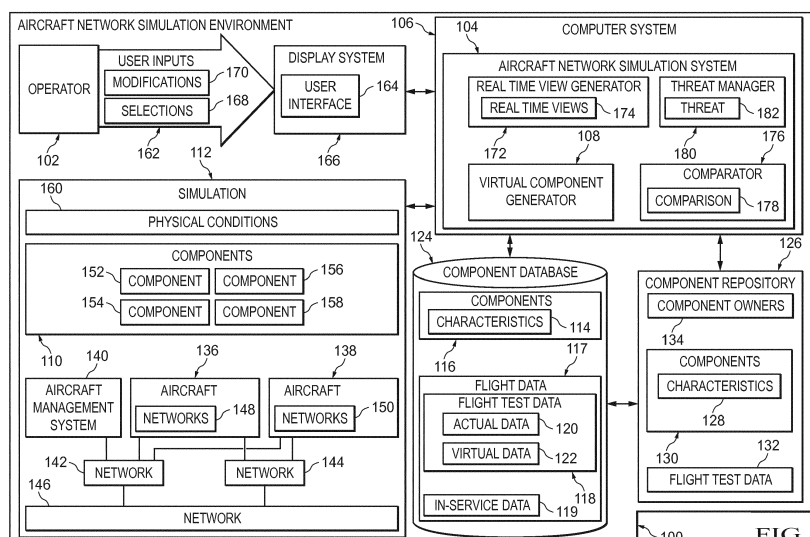 AIRCRAFT NETWORK SIMULATION ENVIRONMENT
OPERATOR
102
USER INPUTS
MODIFICATIONS
170
SELECTIONS
168
162
DISPLAY SYSTEM
USER
INTERFACE
164
166
106
COMPUTER SYSTEM
104
AIRCRAFT NETWORK SIMULATION SYSTEM
REAL TIME VIEW GENERATOR
REAL TIME VIEWS
174
172
THREAT MANAGER
THREAT
182
180
108
VIRTUAL COMPONENT
GENERATOR
176
COMPARATOR
COMPARISON
178
112
SIMULATION
160
PHYSICAL CONDITIONS
COMPONENTS
152
COMPONENT
COMPONENT
156
154
COMPONENT
COMPONENT
158
110
140
AIRCRAFT
MANAGEMENT
SYSTEM
136
AIRCRAFT
NETWORKS
148
138
AIRCRAFT
NETWORKS
150
142
NETWORK
NETWORK
144
146
NETWORK
124
COMPONENT DATABASE
COMPONENTS
CHARACTERISTICS
114
116
117
FLIGHT DATA
FLIGHT TEST DATA
ACTUAL DATA
120
VIRTUAL DATA
122
118
IN-SERVICE DATA
119
126
COMPONENT REPOSITORY
COMPONENT OWNERS
134
COMPONENTS
CHARACTERISTICS
128
130
132
FLIGHT TEST DATA
100
FIG